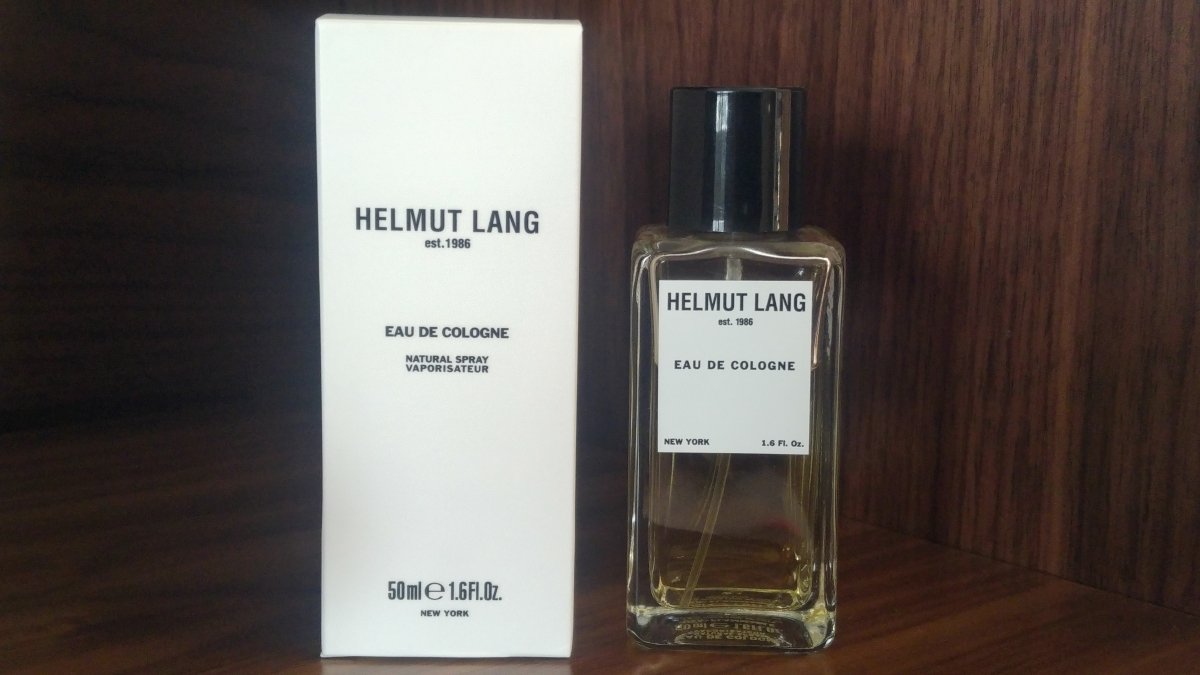 HELMUT LANG
est.1986
EAU DE COLOGNE
NATURAL SPRAY
VAPORISATEUR
50ml e 1.6Fl.Oz.
NEW YORK
HELMUT LANG
est. 1986
EAU DE COLOGNE
NEW YORK 1.6 Fl. Oz.